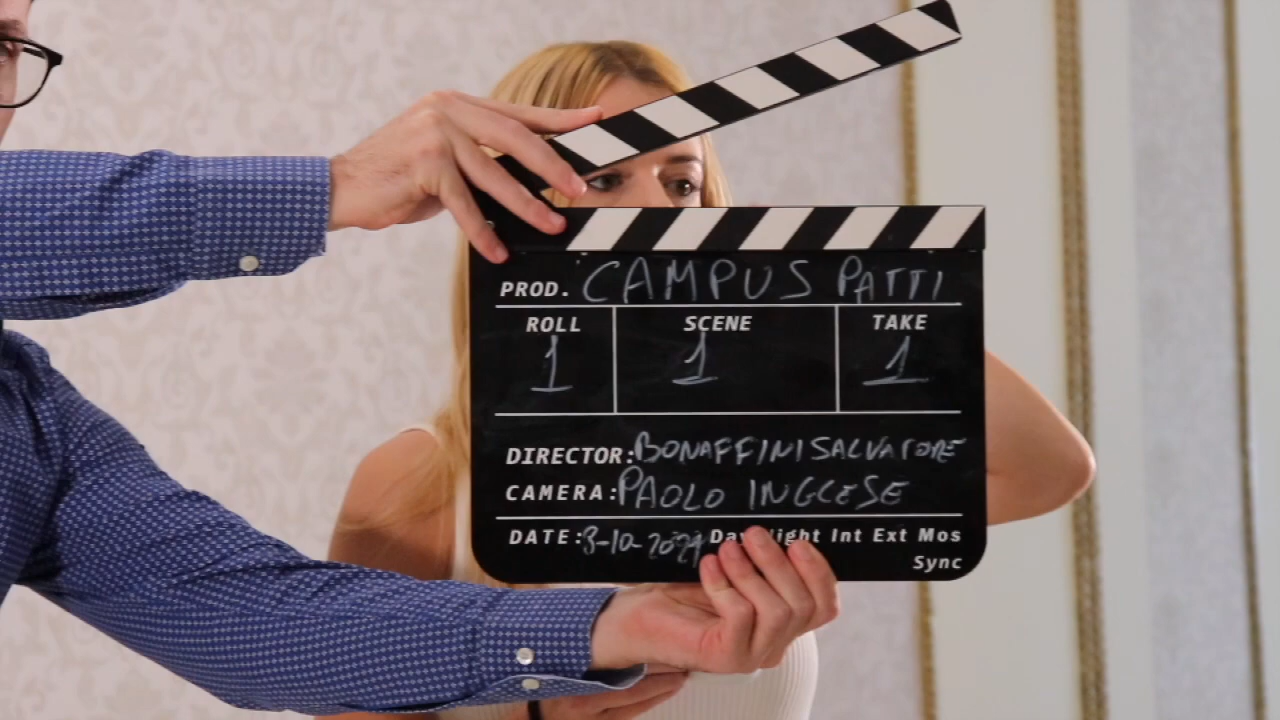 PROD. CAMPUS PATTI
ROLL SCENE TAKE
1 1 1
DIRECTOR: BONAFFINI SALVATORE
CAMERA: PAOLO INGLESE
DATE: 3-10-2024 Day Night Int Ext Mos
Sync